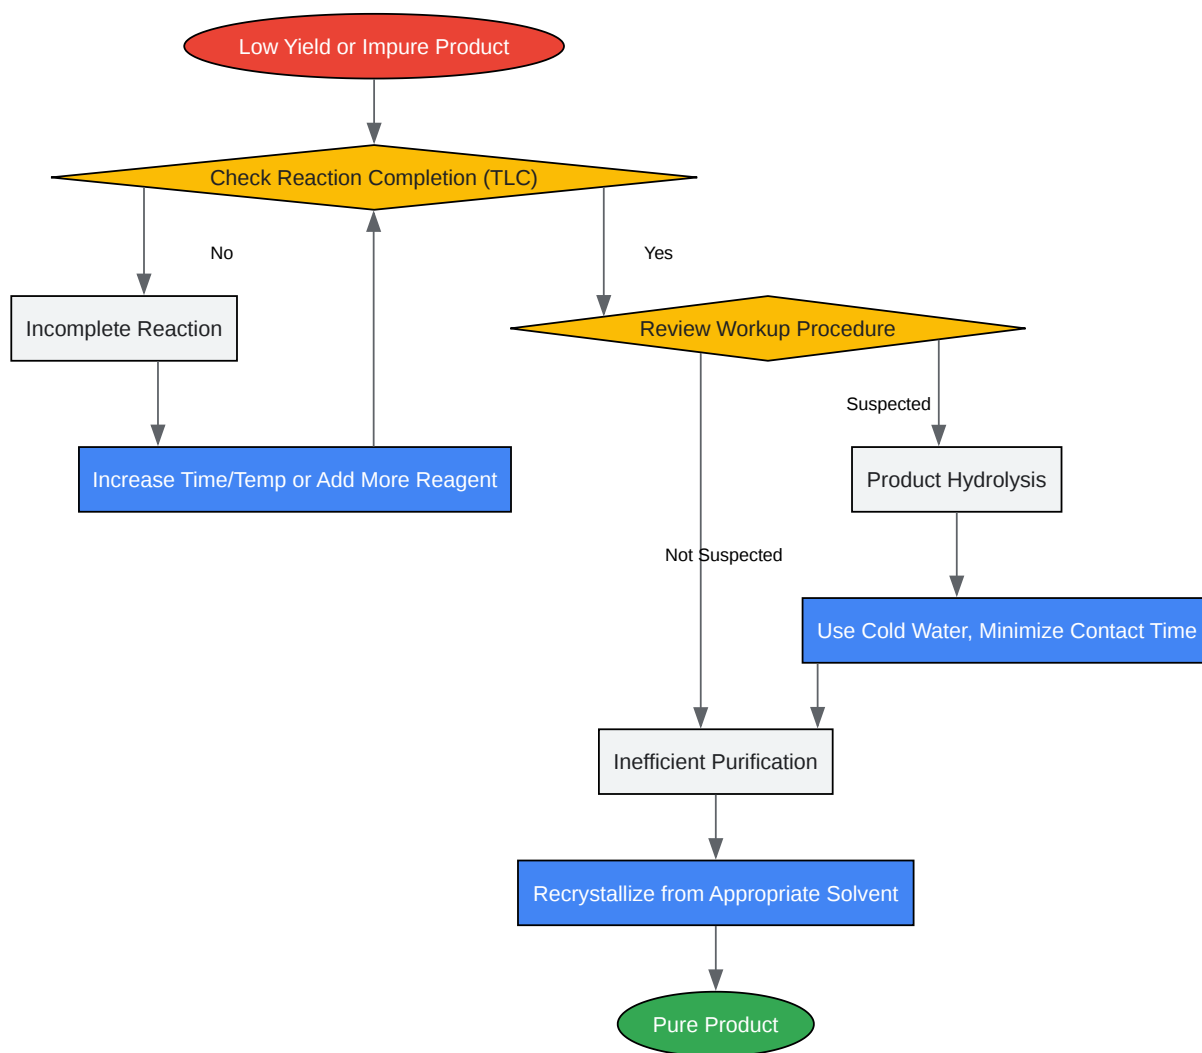 Low Yield or Impure Product
Check Reaction Completion (TLC)
No
Yes
Incomplete Reaction
Review Workup Procedure
Suspected
Increase Time/Temp or Add More Reagent
Product Hydrolysis
Not Suspected
Use Cold Water, Minimize Contact Time
Inefficient Purification
Recrystallize from Appropriate Solvent
Pure Product